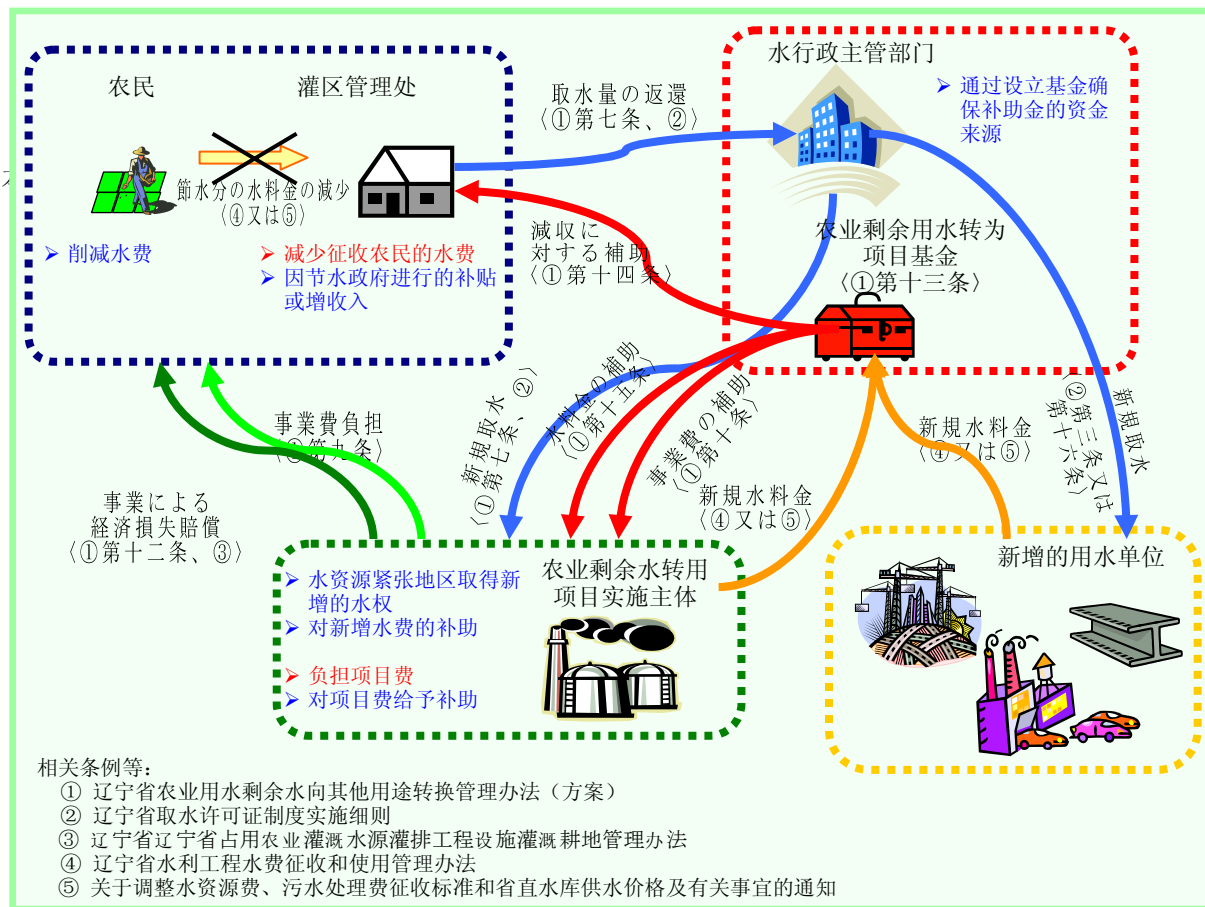 农民
灌区管理处
節水分の水料金の減少
〈④又は⑤〉
➢ 削减水费
➢ 减少征收农民的水费
➢ 因节水政府进行的补贴
或增收入
取水量の返還
〈①第七条、②〉
水行政主管部门
➢ 通过设立基金确
保补助金的资金
来源
减収に
対する補助
〈①第十四条〉
农业剩余用水转为
项目基金
〈①第十三条〉
事業費負担
〈①第九条〉
事業による
経済損失賠償
〈①第十二条、③〉
新規取水
〈①第七条、②〉
水料金の補助
〈①第十五条〉
事業費の補助
〈①第十条〉
新規水料金
〈④又は⑤〉
新規水料金
〈④又は⑤〉
新規取水
〈②第三条又は
第十六条〉
➢ 水资源紧张地区取得新
增的水权
➢ 对新增水费的补助
➢ 负担项目费
➢ 对项目费给予补助
农业剩余水转用
项目实施主体
新增的用水单位
相关条例等：
① 辽宁省农业用水剩余水向其他用途转换管理办法（方案）
② 辽宁省取水许可证制度实施细则
③ 辽宁省辽宁省占用农业灌溉水源灌排工程设施灌溉耕地管理办法
④ 辽宁省水利工程水费征收和使用管理办法
⑤ 关于调整水资源费、污水处理费征收标准和省直水库供水价格及有关事宜的通知